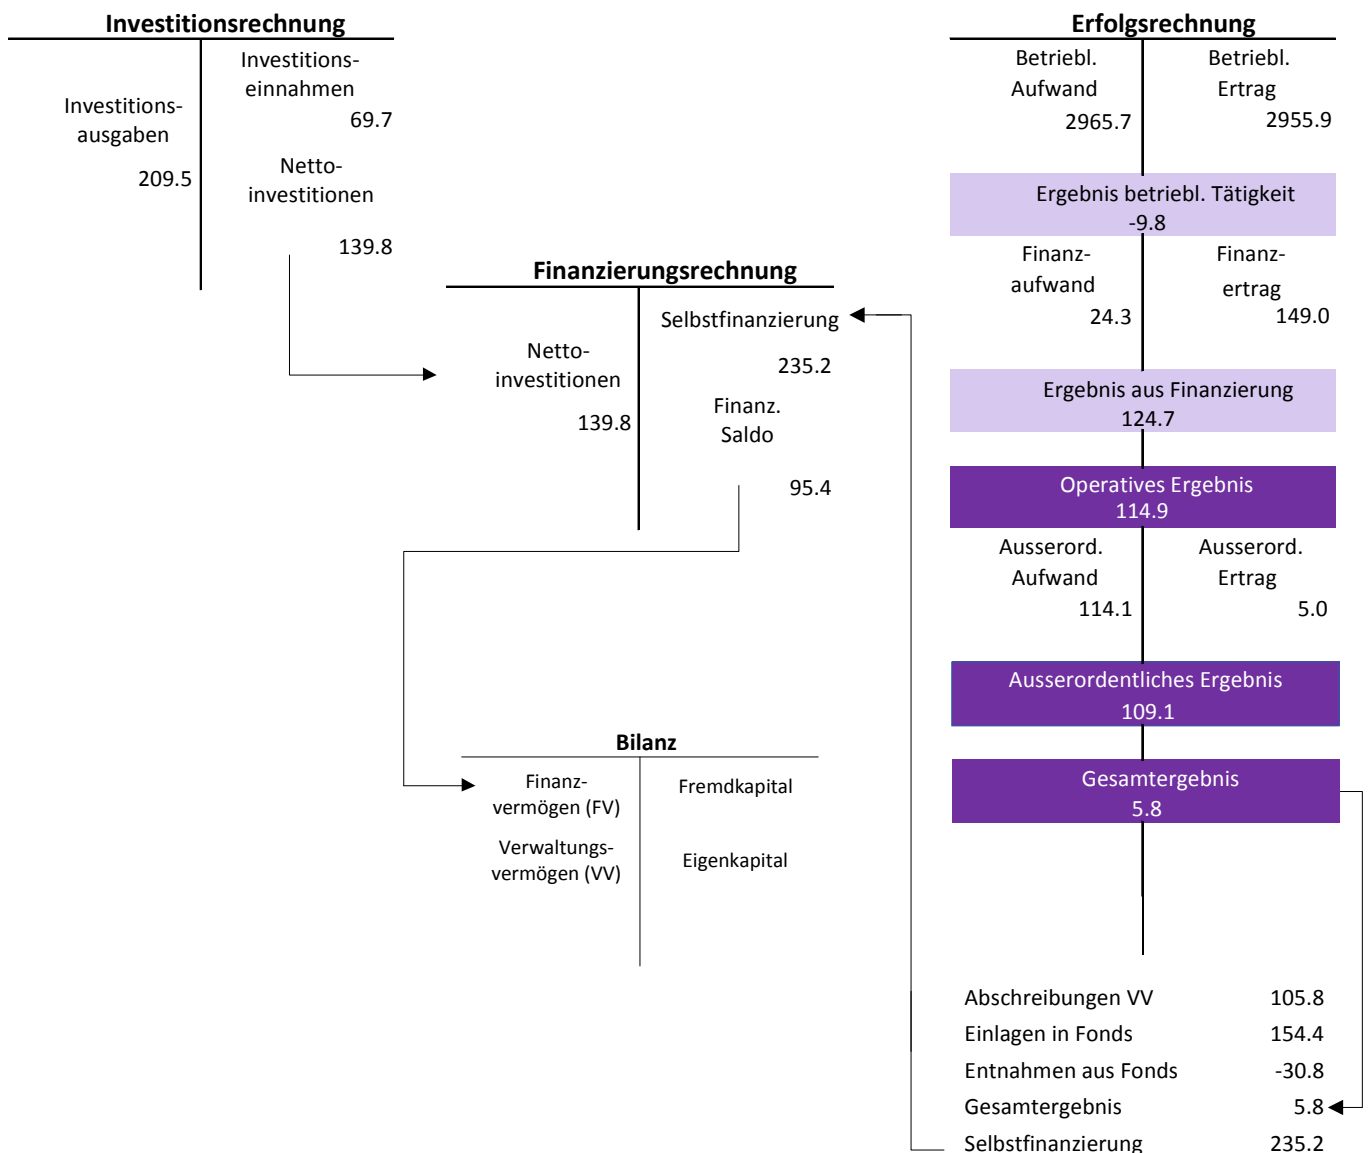 Investitionsrechnung
Investitions-
einnahmen
69.7
Investitions-
ausgaben
209.5
Netto-
investitionen
139.8
Finanzierungsrechnung
Selbstfinanzierung
235.2
Netto-
investitionen
139.8
Finanz.
Saldo
95.4
Bilanz
Finanz-
vermögen (FV)
Fremdkapital
Verwaltungs-
vermögen (VV)
Eigenkapital
Erfolgsrechnung
Betriebl.
Aufwand
2965.7
Betriebl.
Ertrag
2955.9
Ergebnis betriebl. Tätigkeit
-9.8
Finanz-
aufwand
24.3
Finanz-
ertrag
149.0
Ergebnis aus Finanzierung
124.7
Operatives Ergebnis
114.9
Ausserord.
Aufwand
114.1
Ausserord.
Ertrag
5.0
Ausserordentliches Ergebnis
109.1
Gesamtergebnis
5.8
Abschreibungen VV 105.8
Einlagen in Fonds 154.4
Entnahmen aus Fonds -30.8
Gesamtergebnis 5.8
Selbstfinanzierung 235.2